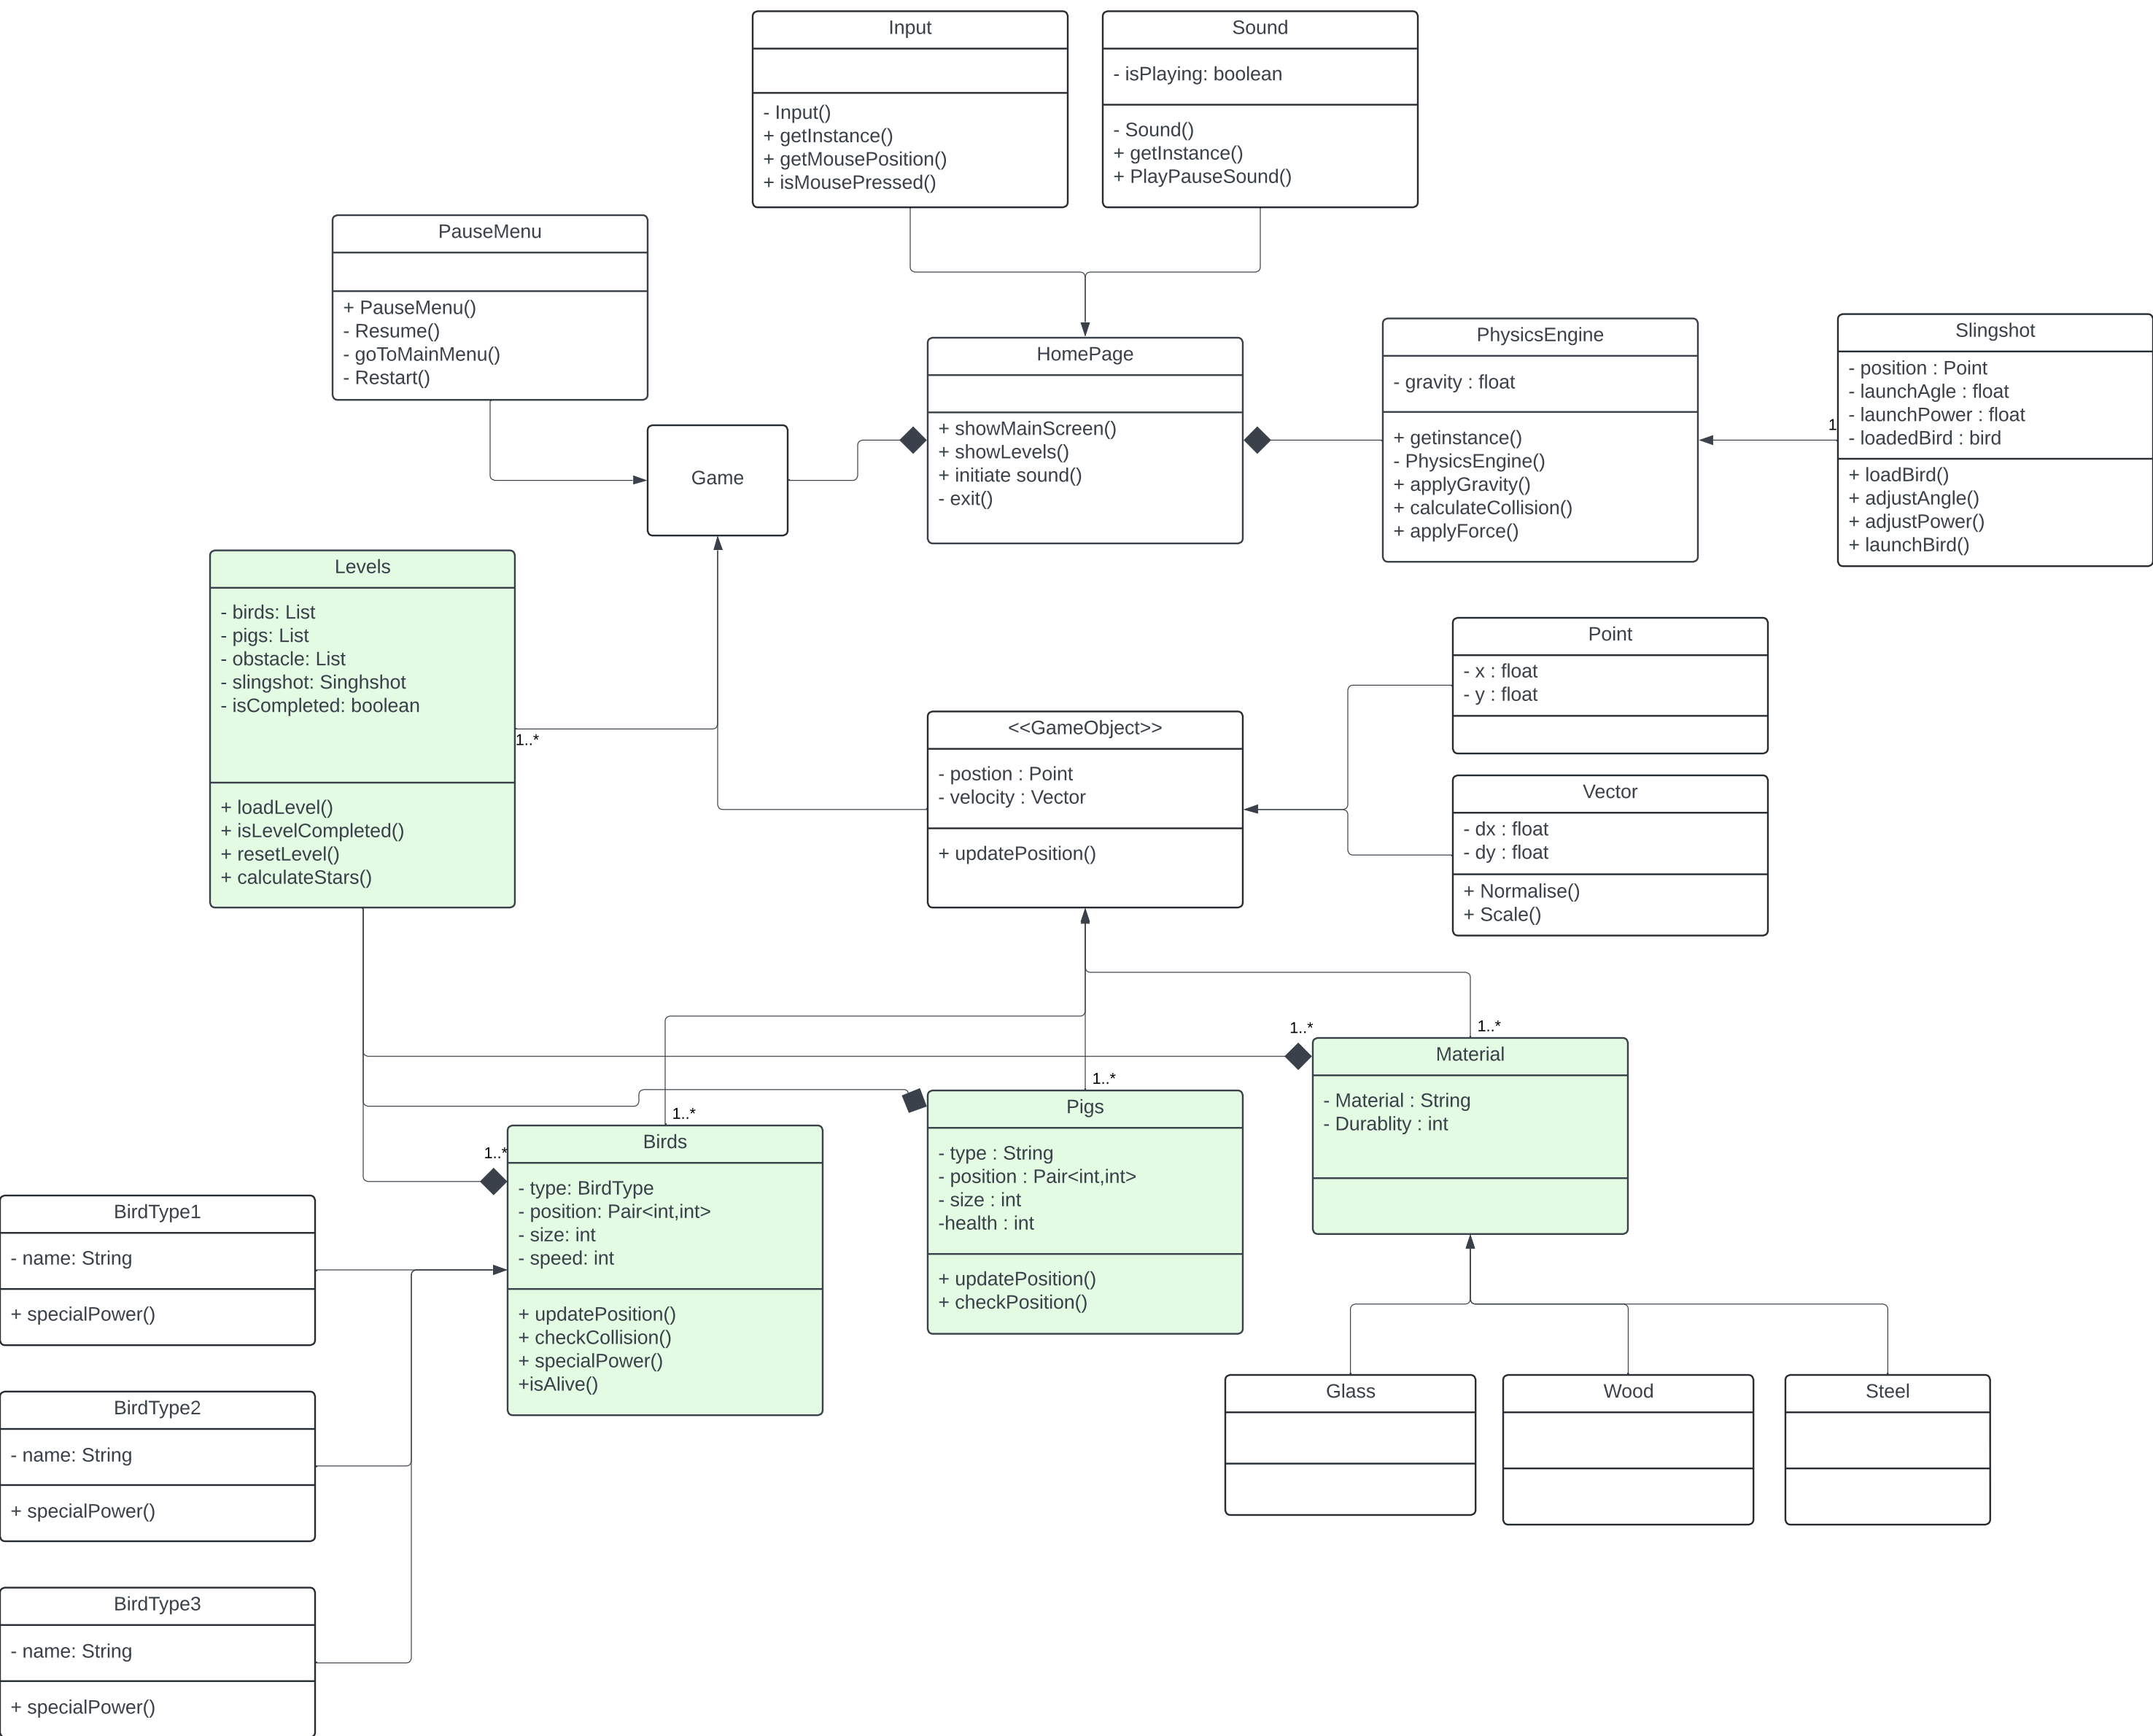 Input
- Input()
+ getInstance()
+ getMousePosition()
+ isMousePressed()
Sound
- isPlaying: boolean
- Sound()
+ getInstance()
+ PlayPauseSound()
PauseMenu
+ PauseMenu()
- Resume()
- goToMainMenu()
- Restart()
Game
HomePage
+ showMainScreen()
+ showLevels()
+ initiate sound()
- exit()
PhysicsEngine
- gravity : float
+ getinstance()
- PhysicsEngine()
+ applyGravity()
+ calculateCollision()
+ applyForce()
1
Slingshot
- position : Point
- launchAgle : float
- launchPower : float
- loadedBird : bird
+ loadBird()
+ adjustAngle()
+ adjustPower()
+ launchBird()
Levels
- birds: List
- pigs: List
- obstacle: List
- slingshot: Singhshot
- isCompleted: boolean
+ loadLevel()
+ isLevelCompleted()
+ resetLevel()
+ calculateStars()
1..*
<<GameObject>>
- postion : Point
- velocity : Vector
+ updatePosition()
Point
- x : float
- y : float
Vector
- dx : float
- dy : float
+ Normalise()
+ Scale()
1..*
1..*
Material
- Material : String
- Durablity : int
1..*
Pigs
- type : String
- position : Pair<int,int>
- size : int
-health : int
+ updatePosition()
+ checkPosition()
1..*
1..*
Birds
- type: BirdType
- position: Pair<int,int>
- size: int
- speed: int
+ updatePosition()
+ checkCollision()
+ specialPower()
+isAlive()
BirdType1
- name: String
+ specialPower()
BirdType2
- name: String
+ specialPower()
BirdType3
- name: String
+ specialPower()
Glass
Wood
Steel